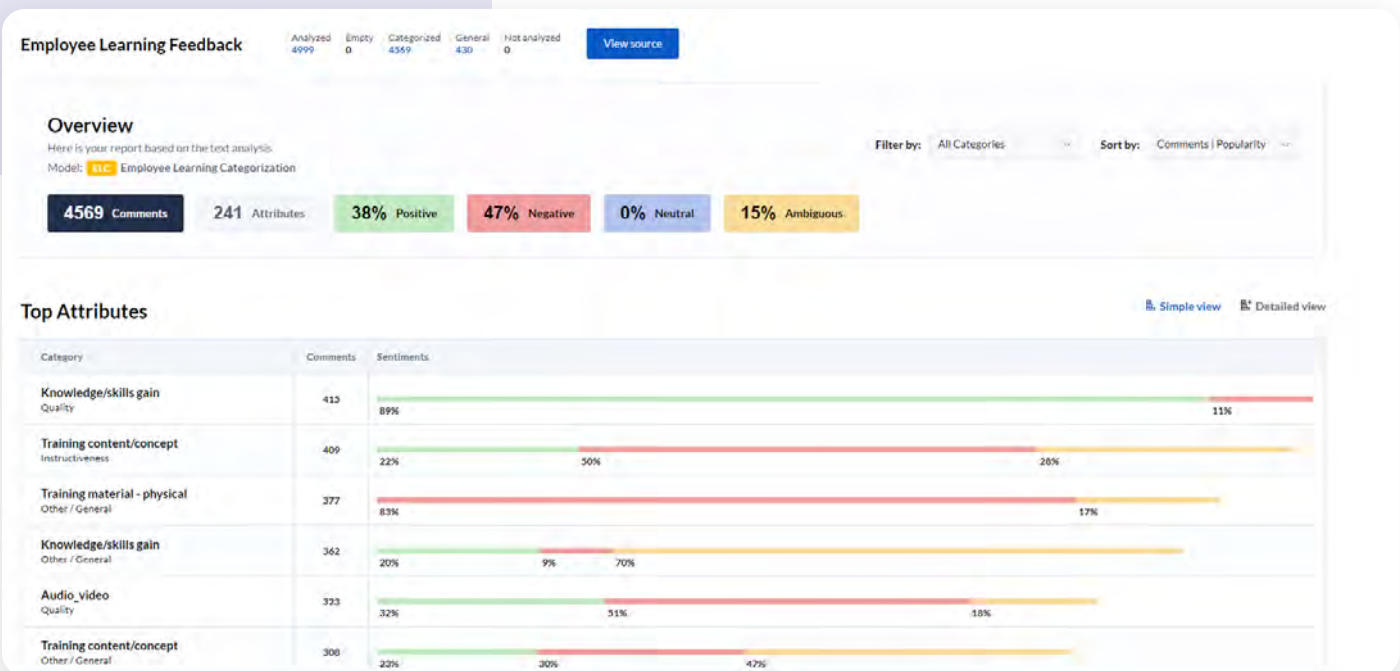 Employee Learning Feedback
Analyzed Empty Categorized General Not analyzed
4999 0 4569 430 0
View source
Overview
Here is your report based on the text analysis
Model: ELC Employee Learning Categorization
Filter by: All Categories Sort by: Comments | Popularity
4569 Comments 241 Attributes 38% Positive 47% Negative 0% Neutral 15% Ambiguous
Top Attributes
Simple view Detailed view
Category Comments Sentiments
Knowledge/skills gain
Quality
413
89% 11%
Training content/concept
Instructiveness
409
22% 50% 28%
Training material - physical
Other / General
377
83% 17%
Knowledge/skills gain
Other / General
362
20% 9% 70%
Audio_video
Quality
323
32% 51% 18%
Training content/concept
Other / General
308
23% 30% 47%